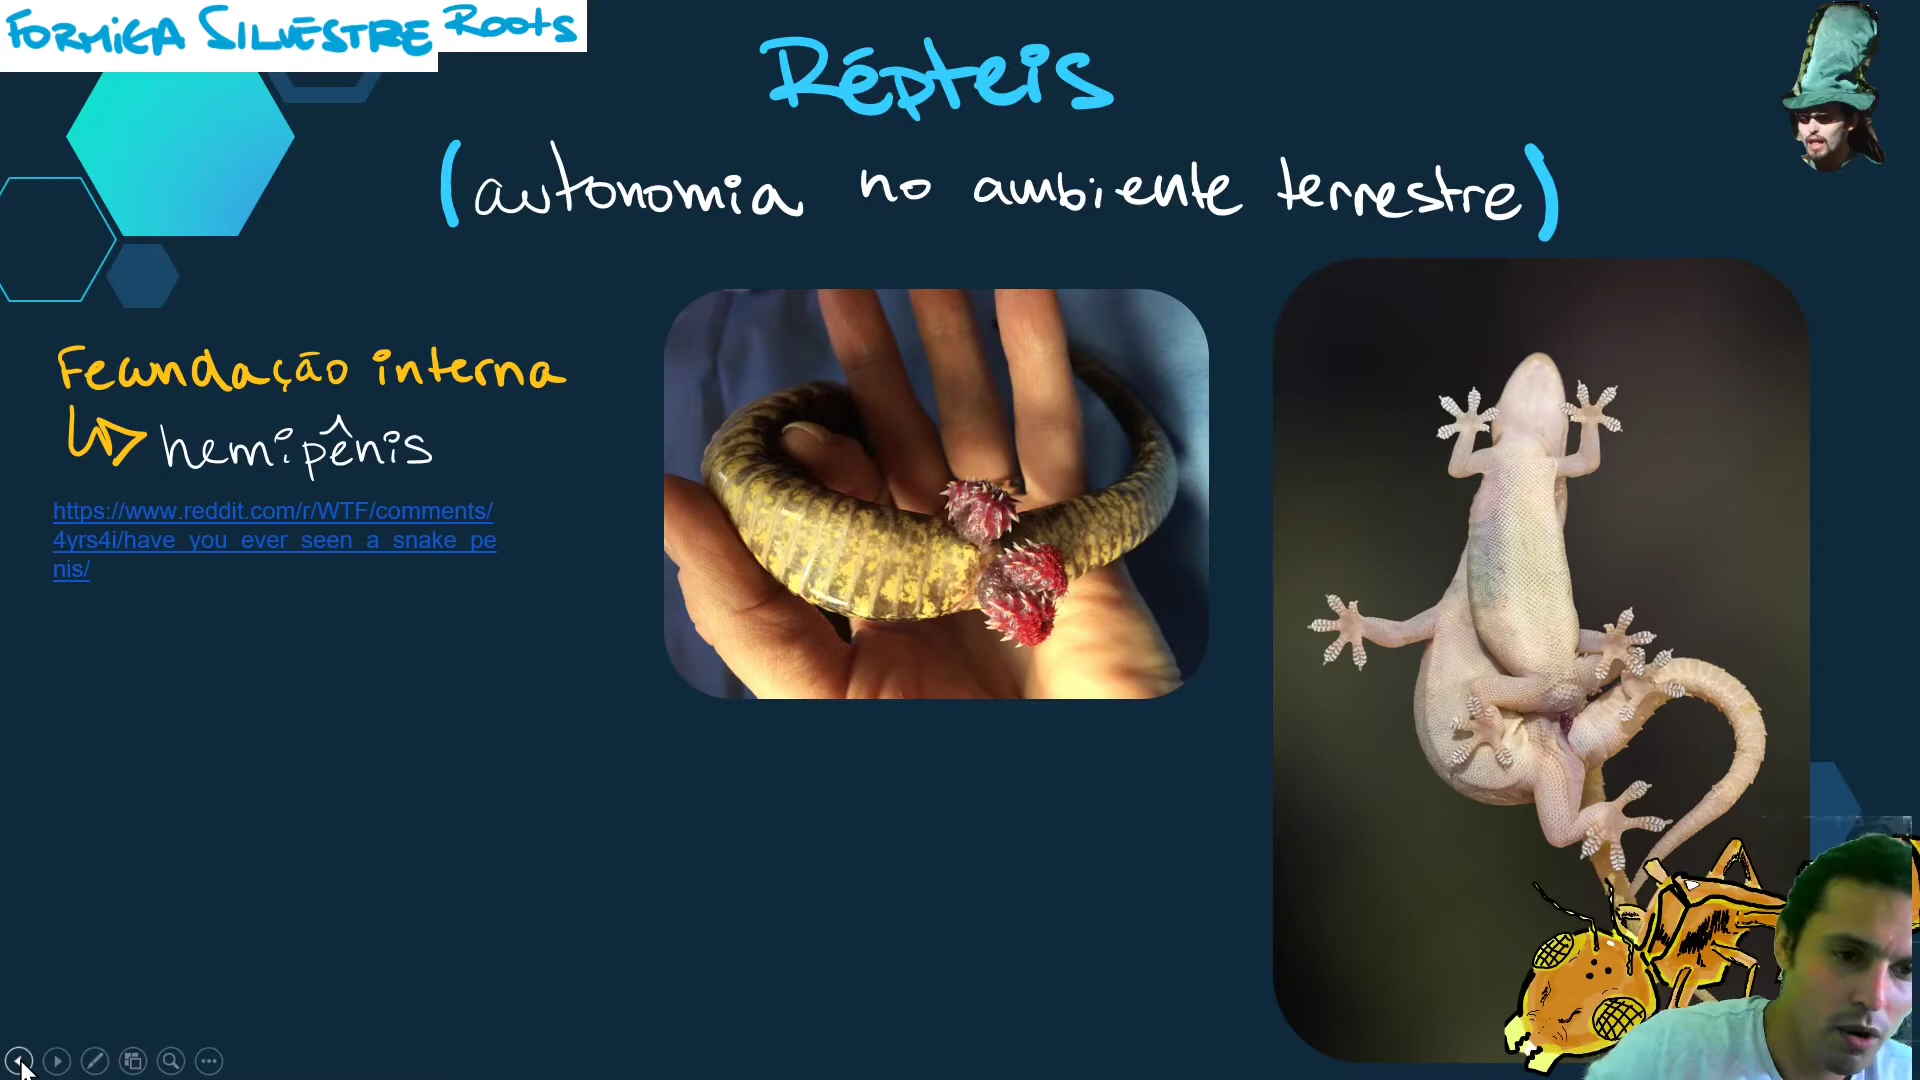 FORMIGA SILVESTRE Roots
Répteis
(autonomia no ambiente terrestre)
Fecundação interna
hemipênis
https://www.reddit.com/r/WTF/comments/
4yrs4i/have_you_ever_seen_a_snake_pe
nis/